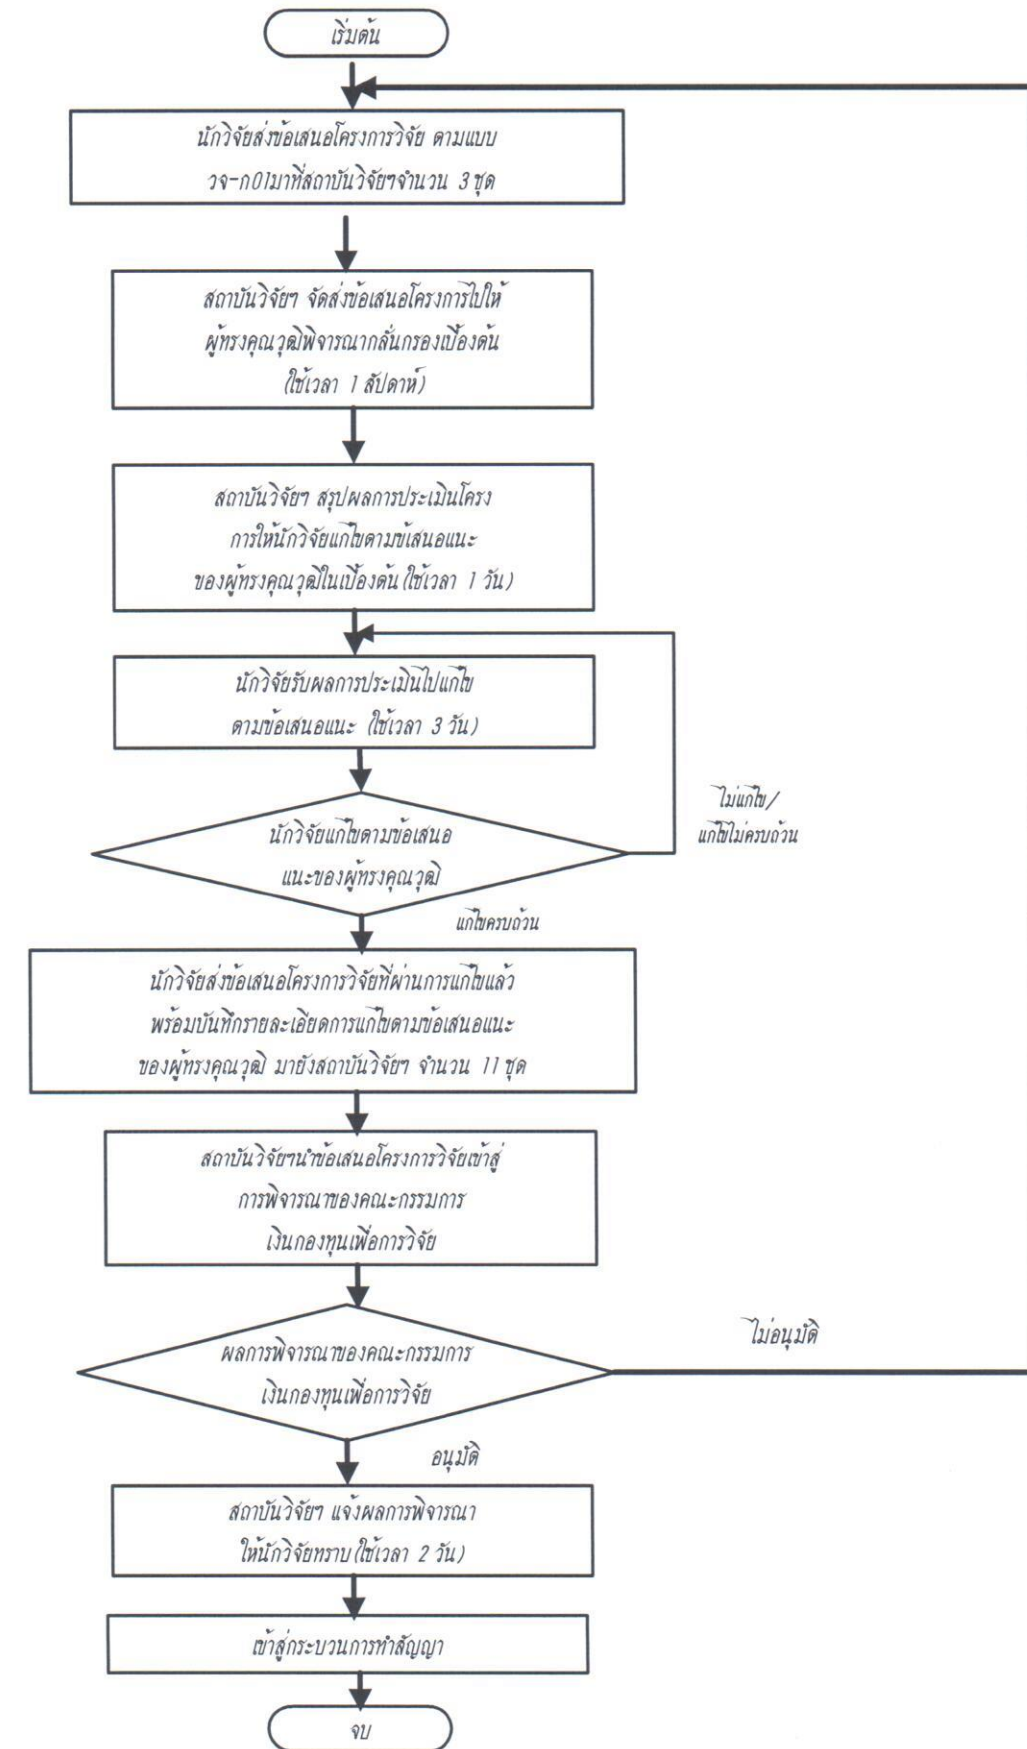 เริ่มต้น
นักวิจัยส่งข้อเสนอโครงการวิจัย ตามแบบ
วจ-ก01มาที่สถาบันวิจัยฯจำนวน 3 ชุด
สถาบันวิจัยฯ จัดส่งข้อเสนอโครงการไปให้
ผู้ทรงคุณวุฒิพิจารณากลั่นกรองเบื้องต้น
(ใช้เวลา 1 สัปดาห์)
สถาบันวิจัยฯ สรุปผลการประเมินโครง
การให้นักวิจัยแก้ไขตามข้เสนอแนะ
ของผู้ทรงคุณวุฒิในเบื้องต้น (ใช้เวลา 1 วัน)
นักวิจัยรับผลการประเมินไปแก้ไข
ตามข้อเสนอแนะ (ใช้เวลา 3 วัน)
ไม่แก้ไข/
แก้ไขไม่ครบถ้วน
นักวิจัยแก้ไขตามข้อเสนอ
แนะของผู้ทรงคุณวุฒิ
แก้ไขครบถ้วน
นักวิจัยส่งข้อเสนอโครงการวิจัยที่ผ่านการแก้ไขแล้ว
พร้อมบันทึกรายละเอียดการแก้ไขตามข้อเสนอแนะ
ของผู้ทรงคุณวุฒิ มายังสถาบันวิจัยฯ จำนวน 11 ชุด
สถาบันวิจัยฯนำข้อเสนอโครงการวิจัยเข้าสู่
การพิจารณาของคณะกรรมการ
เงินกองทุนเพื่อการวิจัย
ผลการพิจารณาของคณะกรรมการ
เงินกองทุนเพื่อการวิจัย
ไม่อนุมัติ
อนุมัติ
สถาบันวิจัยฯ แจ้งผลการพิจารณา
ให้นักวิจัยทราบ (ใช้เวลา 2 วัน)
เข้าสู่กระบวนการทำสัญญา
จบ